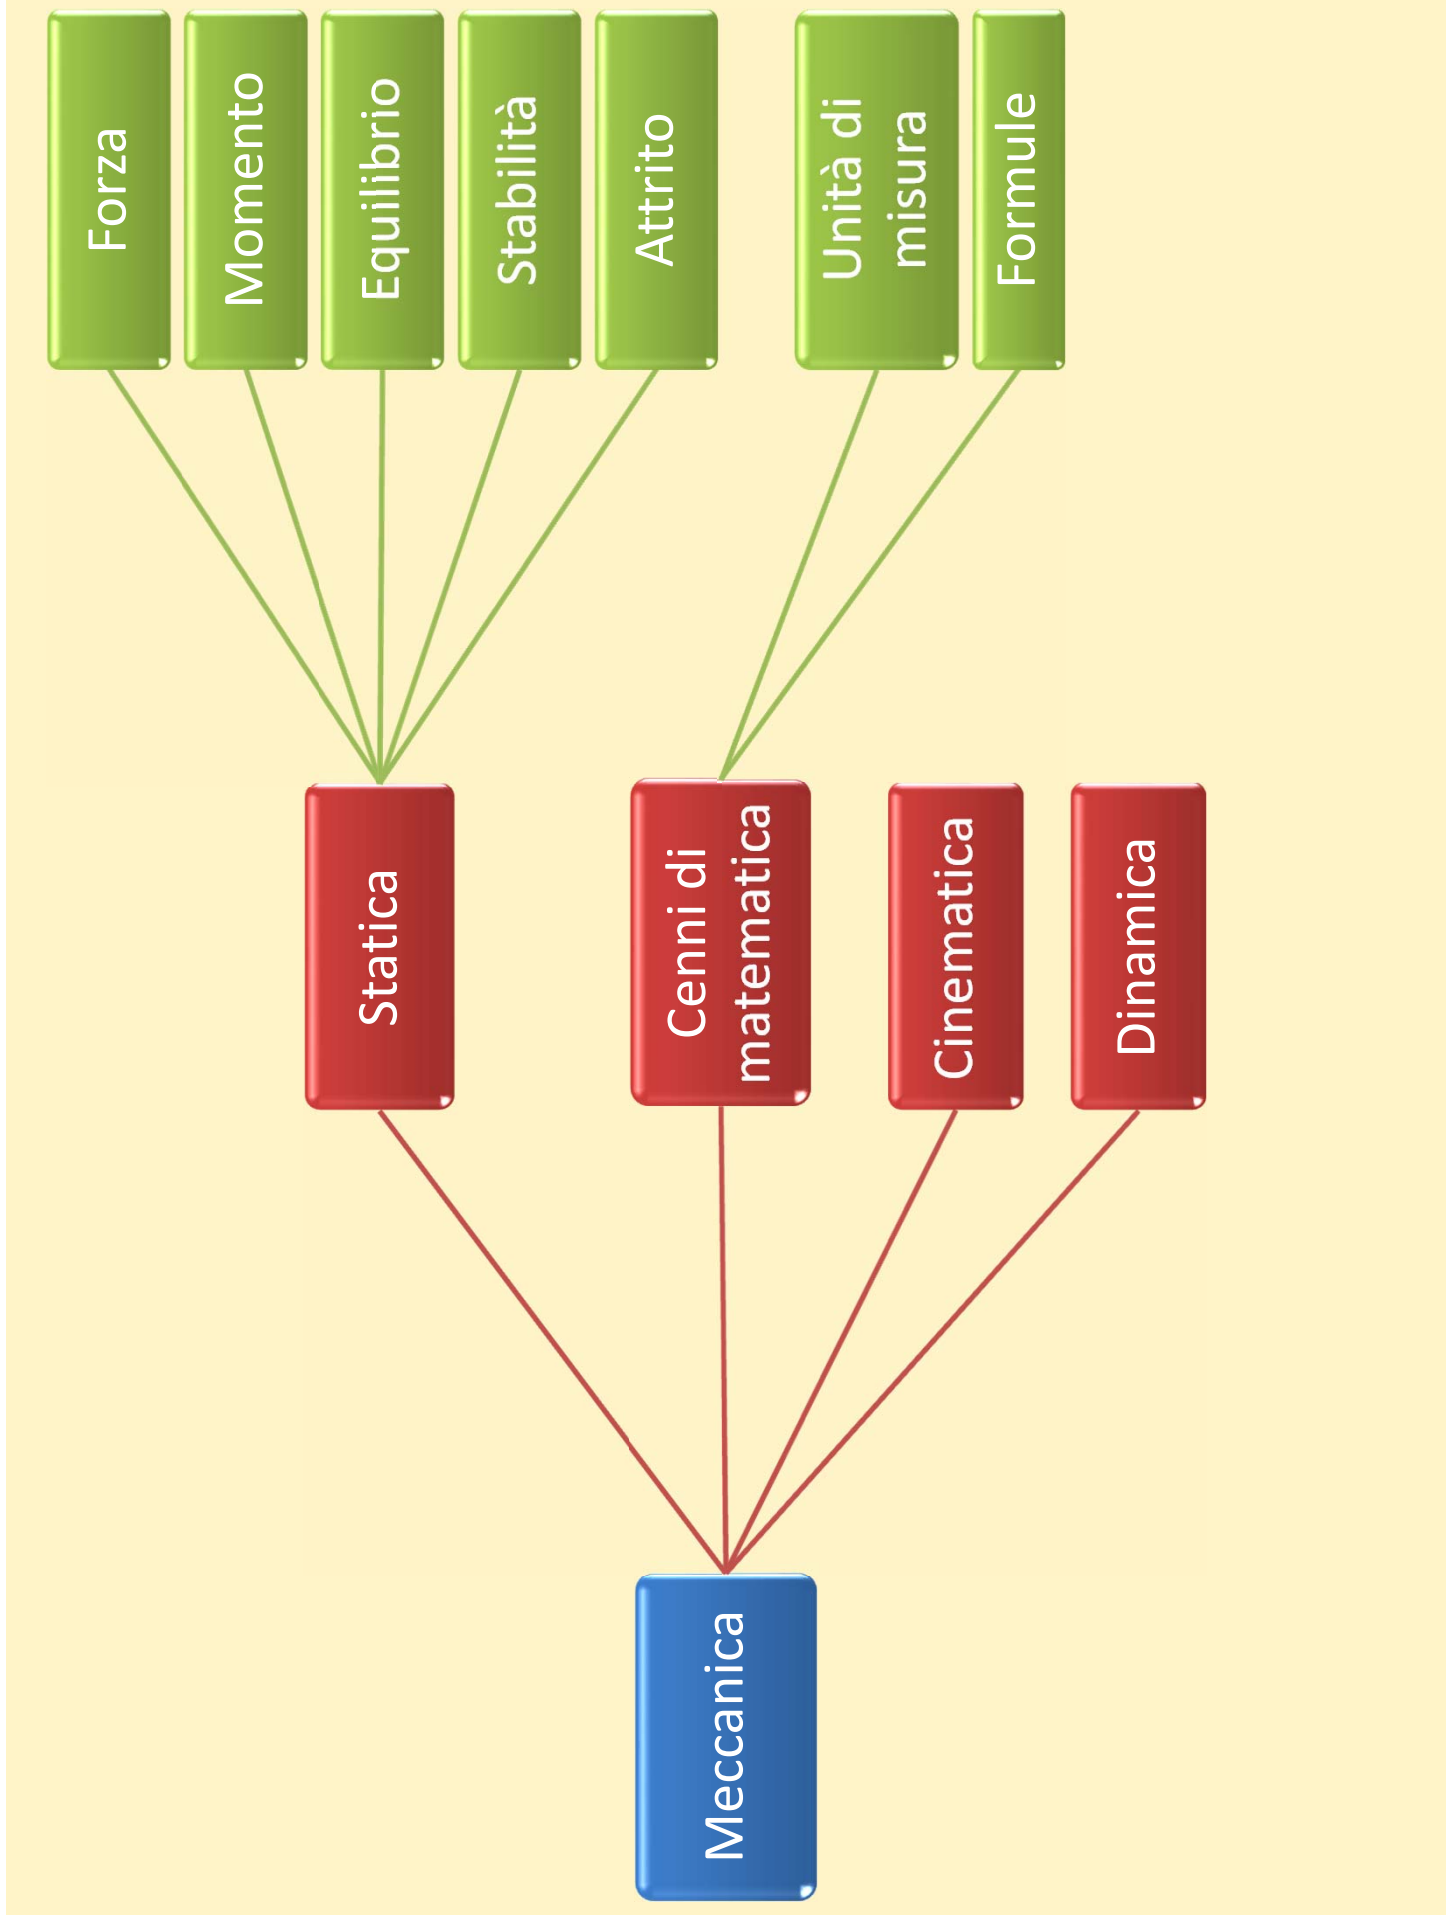 Meccanica
Statica
Forza
Momento
Equilibrio
Stabilità
Attrito
Cenni di
matematica
Unità di
misura
Formule
Cinematica
Dinamica